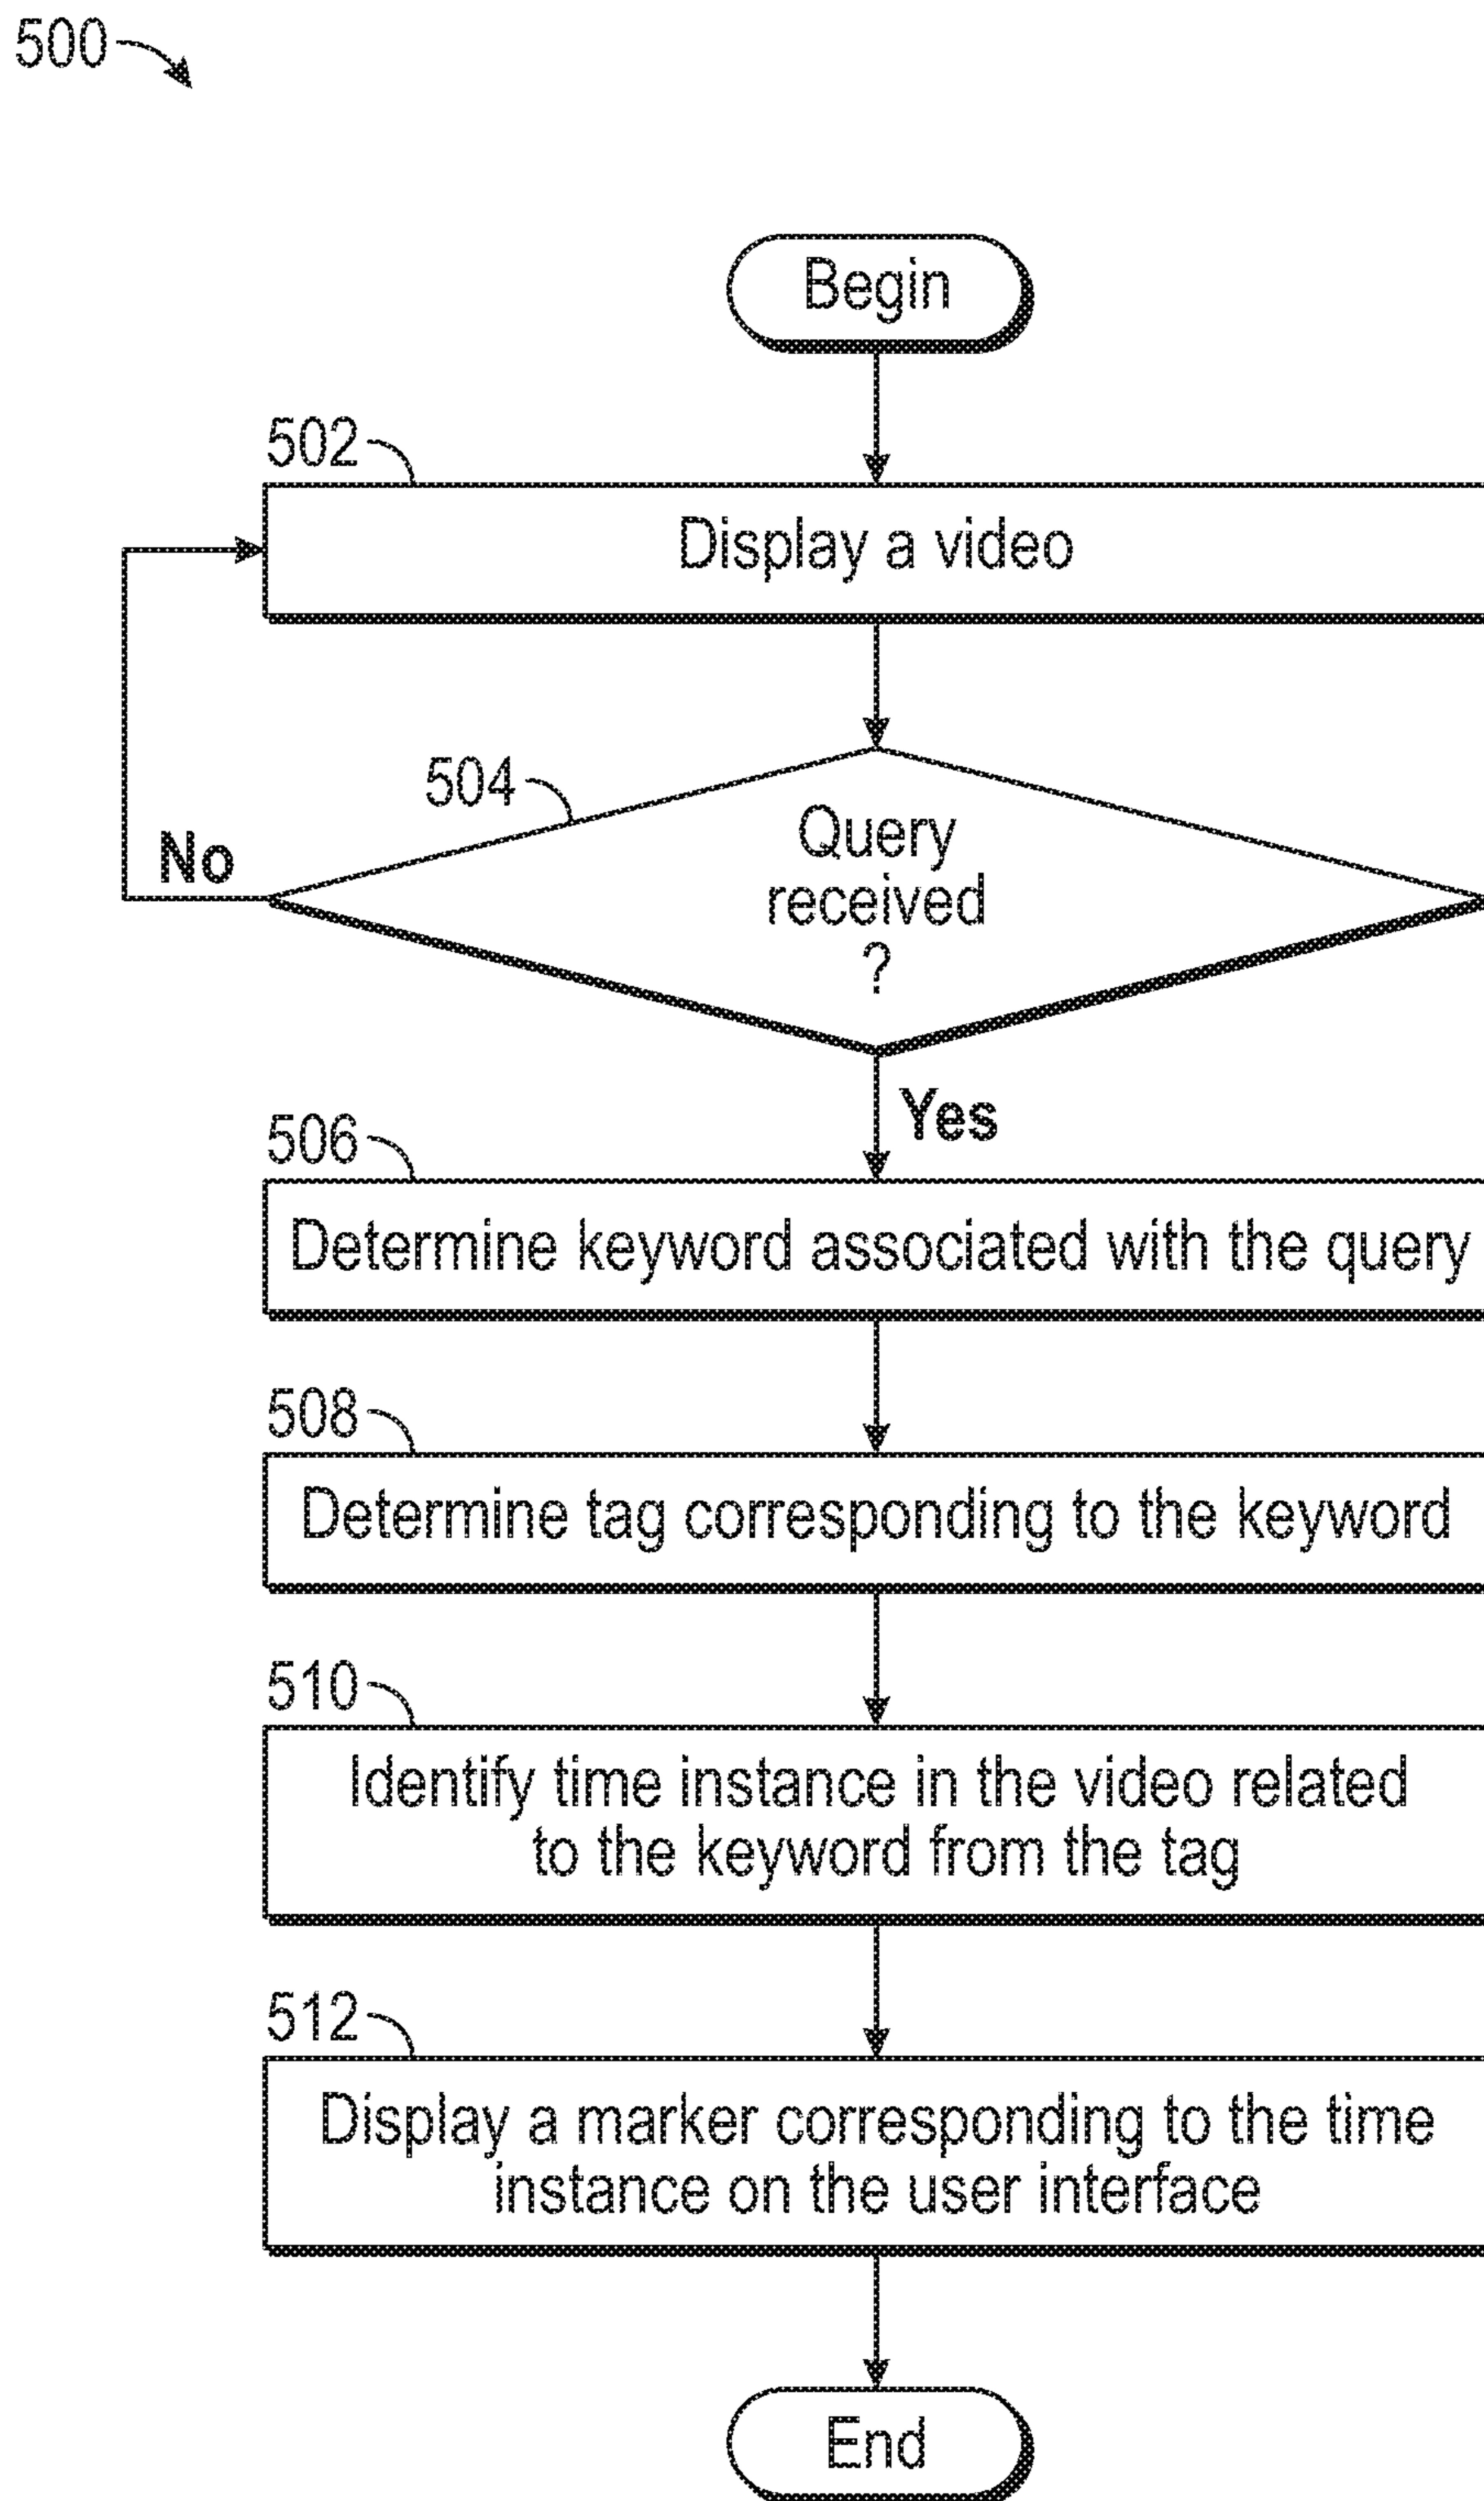 500
Begin
502
Display a video
504
No
Query
received
?
Yes
506
Determine keyword associated with the query
508
Determine tag corresponding to the keyword
510
Identify time instance in the video related
to the keyword from the tag
512
Display a marker corresponding to the time
instance on the user interface
End